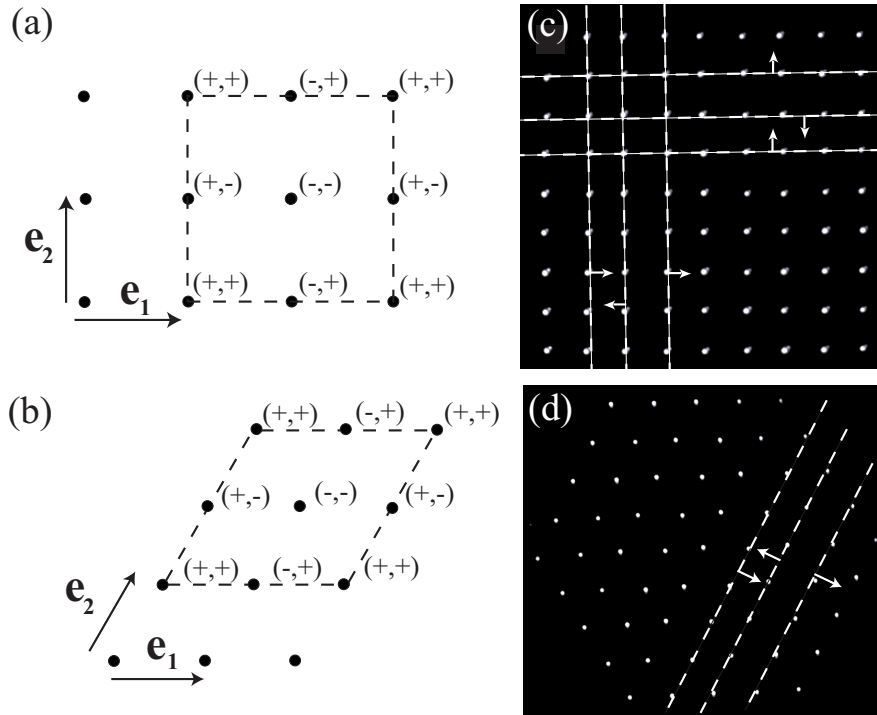 (a)
(+,+) (-,+) (+,+)
(+,-) (-,-) (+,-)
e2
(+,+) (-,+) (+,+)
e1
(b)
(+,+) (-,+) (+,+)
(+,-) (-,-) (+,-)
(+,+) (-,+) (+,+)
e2
e1
(c)
(d)